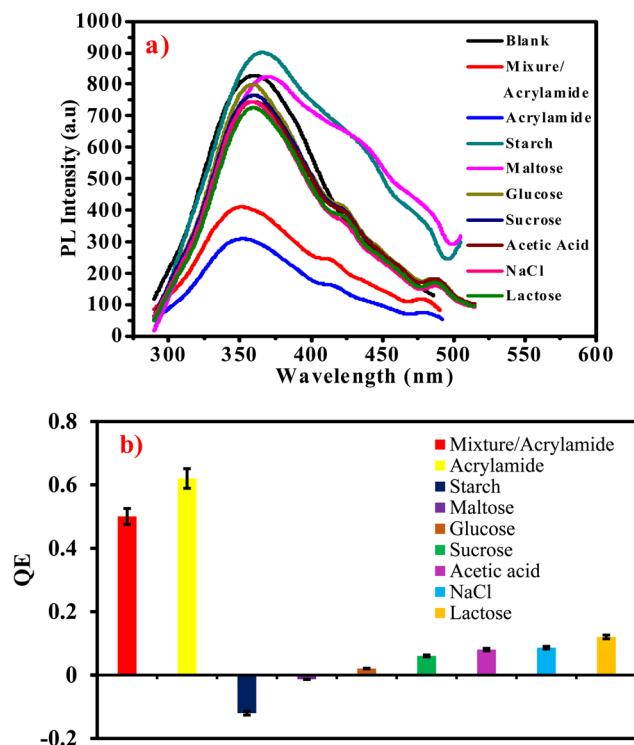 a)
1000
900
800
700
600
500
400
300
200
100
0
PL Intensity (a.u)
Blank
Mixure/
Acrylamide
Acrylamide
Starch
Maltose
Glucose
Sucrose
Acetic Acid
NaCl
Lactose
300 350 400 450 500 550 600
Wavelength (nm)
b)
0.8
0.6
0.4
0.2
0
-0.2
QE
Mixture/Acrylamide
Acrylamide
Starch
Maltose
Glucose
Sucrose
Acetic acid
NaCl
Lactose